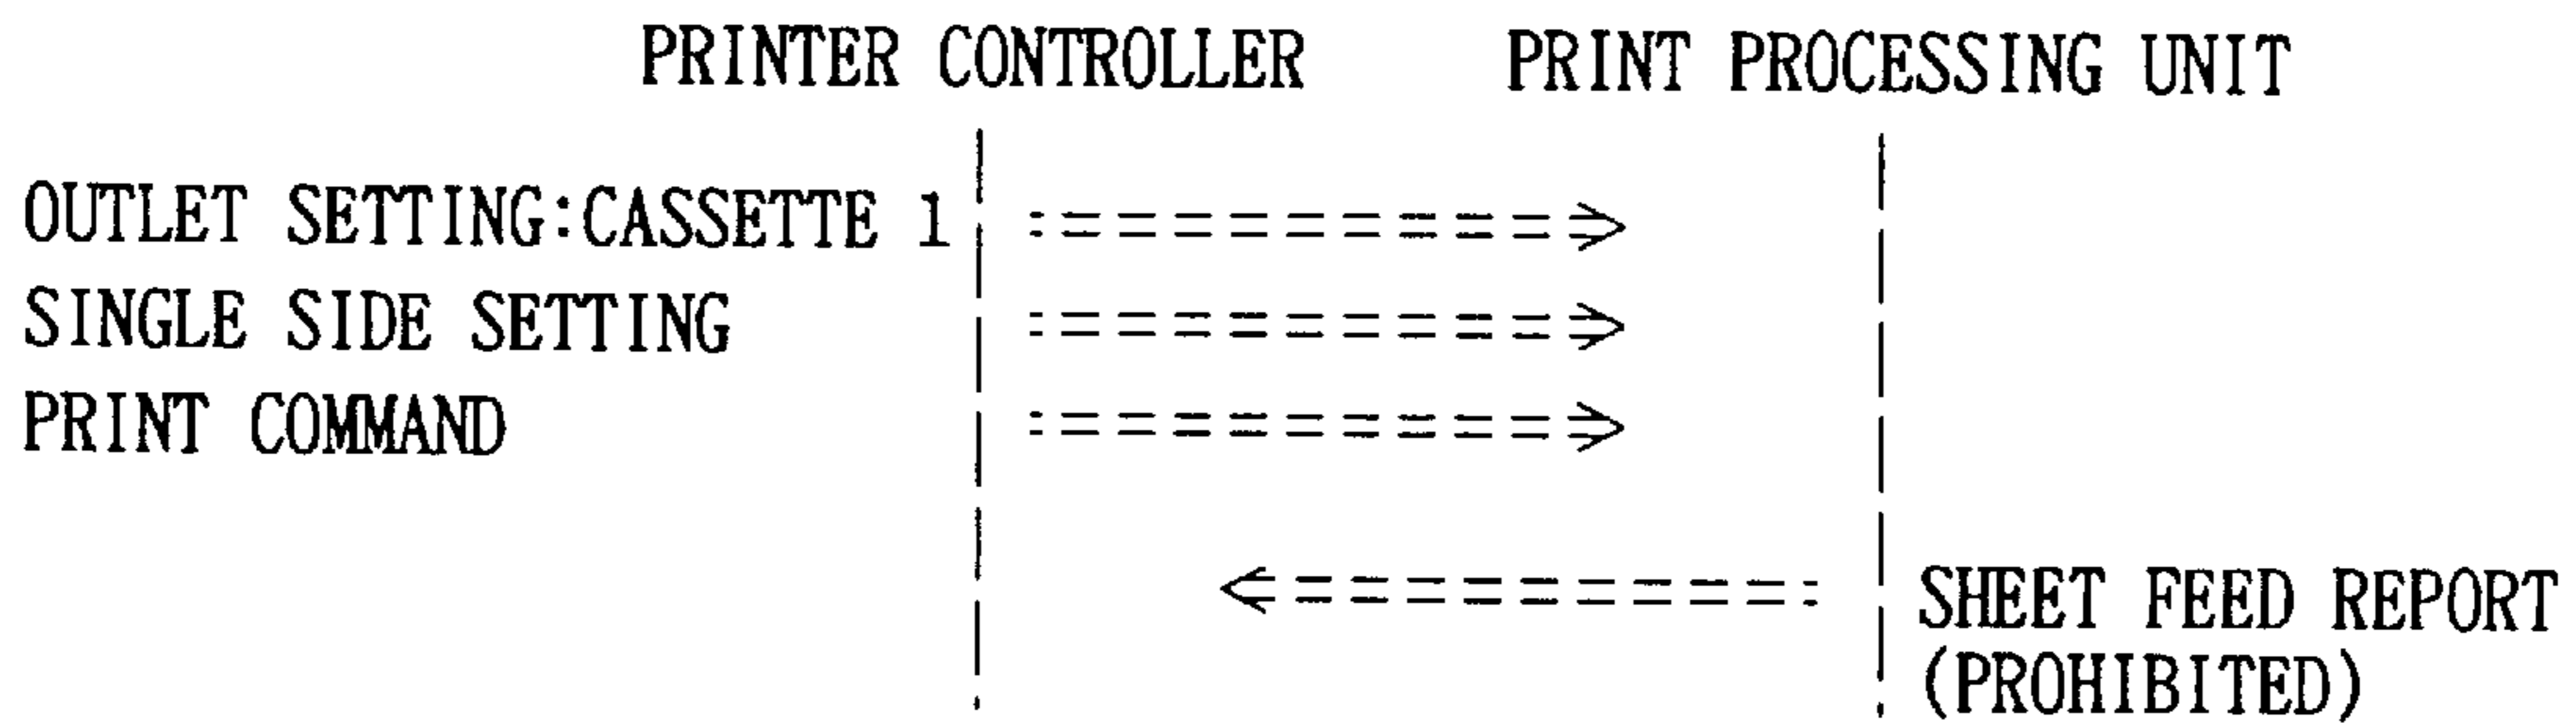 PRINTER CONTROLLER
PRINT PROCESSING UNIT
OUTLET SETTING:CASSETTE 1
SINGLE SIDE SETTING
PRINT COMMAND
SHEET FEED REPORT
(PROHIBITED)